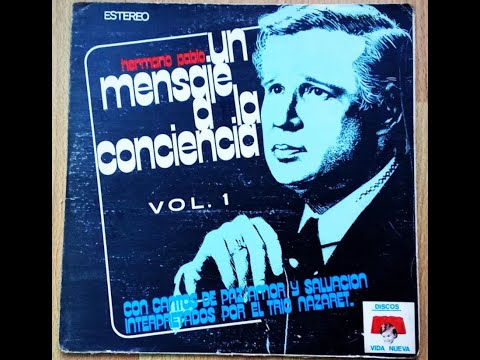 ESTEREO
hermano pablo
un
mensaje
a la
conciencia
VOL. 1
CON CANTOS DE PAZ AMOR Y SALVACION
INTERPRETADOS POR EL TRIO NAZARET.
DISCOS
VIDA NUEVA